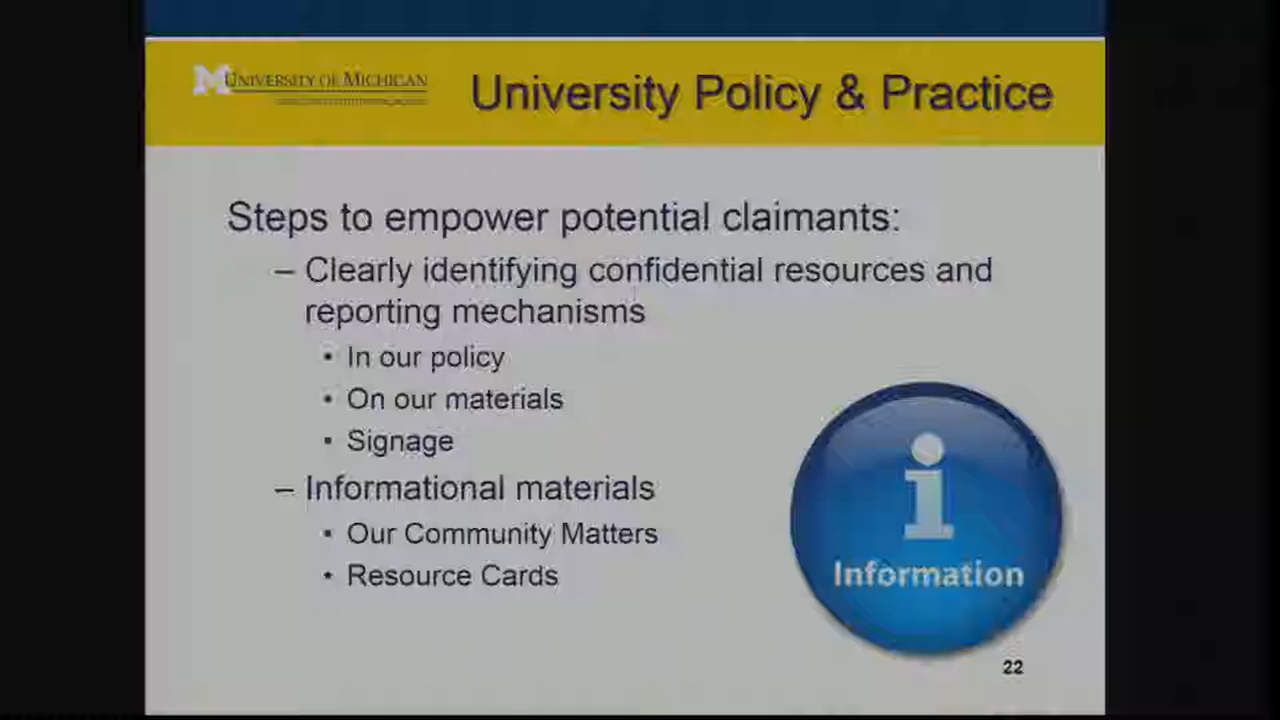 M UNIVERSITY OF MICHIGAN
University Policy & Practice
Steps to empower potential claimants:
– Clearly identifying confidential resources and
reporting mechanisms
• In our policy
• On our materials
• Signage
– Informational materials
• Our Community Matters
• Resource Cards
i
Information
22